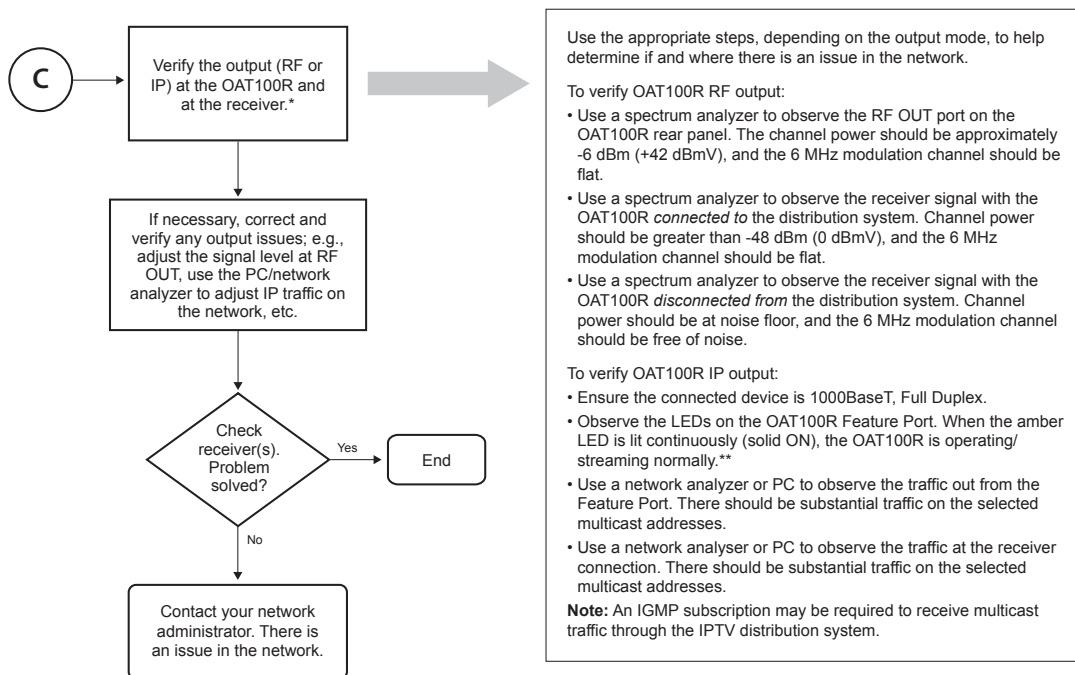 C
Verify the output (RF or
IP) at the OAT100R and
at the receiver.*
If necessary, correct and
verify any output issues; e.g.,
adjust the signal level at RF
OUT, use the PC/network
analyzer to adjust IP traffic on
the network, etc.
Check
receiver(s).
Problem
solved?
Yes
End
No
Contact your network
administrator. There is
an issue in the network.
Use the appropriate steps, depending on the output mode, to help
determine if and where there is an issue in the network.
To verify OAT100R RF output:
• Use a spectrum analyzer to observe the RF OUT port on the
OAT100R rear panel. The channel power should be approximately
-6 dBm (+42 dBmV), and the 6 MHz modulation channel should be
flat.
• Use a spectrum analyzer to observe the receiver signal with the
OAT100R connected to the distribution system. Channel power
should be greater than -48 dBm (0 dBmV), and the 6 MHz
modulation channel should be flat.
• Use a spectrum analyzer to observe the receiver signal with the
OAT100R disconnected from the distribution system. Channel
power should be at noise floor, and the 6 MHz modulation channel
should be free of noise.
To verify OAT100R IP output:
• Ensure the connected device is 1000BaseT, Full Duplex.
• Observe the LEDs on the OAT100R Feature Port. When the amber
LED is lit continuously (solid ON), the OAT100R is operating/
streaming normally.**
• Use a network analyzer or PC to observe the traffic out from the
Feature Port. There should be substantial traffic on the selected
multicast addresses.
• Use a network analyser or PC to observe the traffic at the receiver
connection. There should be substantial traffic on the selected
multicast addresses.
Note: An IGMP subscription may be required to receive multicast
traffic through the IPTV distribution system.